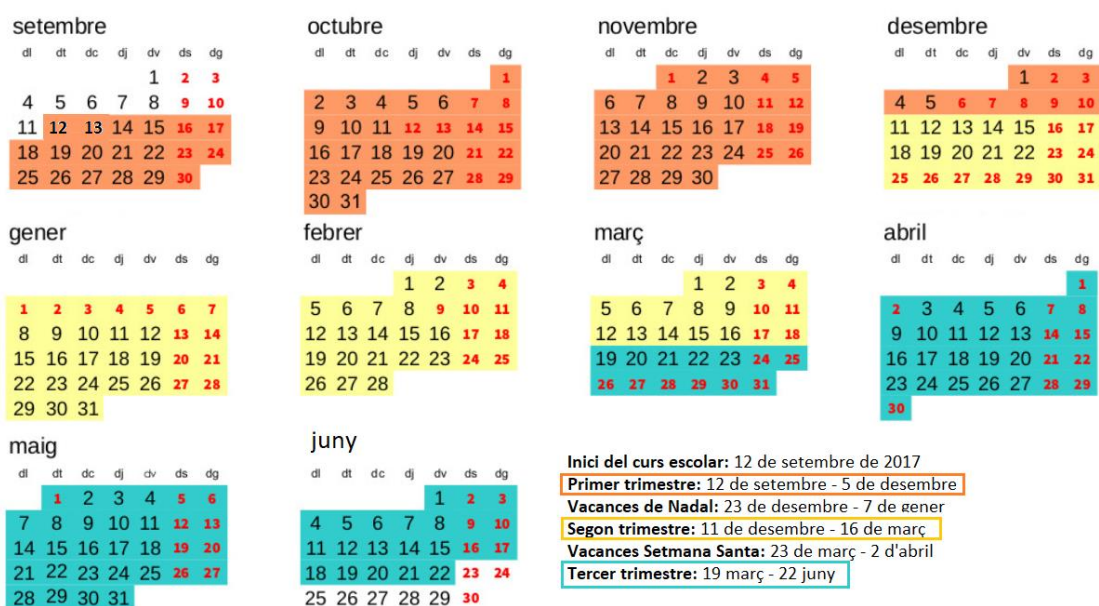 setembre
dl dt dc dj dv ds dg
1 2 3
4 5 6 7 8 9 10
11 12 13 14 15 16 17
18 19 20 21 22 23 24
25 26 27 28 29 30
octubre
dl dt dc dj dv ds dg
1
2 3 4 5 6 7 8
9 10 11 12 13 14 15
16 17 18 19 20 21 22
23 24 25 26 27 28 29
30 31
novembre
dl dt dc dj dv ds dg
1 2 3 4 5
6 7 8 9 10 11 12
13 14 15 16 17 18 19
20 21 22 23 24 25 26
27 28 29 30
desembre
dl dt dc dj dv ds dg
1 2 3
4 5 6 7 8 9 10
11 12 13 14 15 16 17
18 19 20 21 22 23 24
25 26 27 28 29 30 31
gener
dl dt dc dj dv ds dg
1 2 3 4 5 6 7
8 9 10 11 12 13 14
15 16 17 18 19 20 21
22 23 24 25 26 27 28
29 30 31
febrer
dl dt dc dj dv ds dg
1 2 3 4
5 6 7 8 9 10 11
12 13 14 15 16 17 18
19 20 21 22 23 24 25
26 27 28
març
dl dt dc dj dv ds dg
1 2 3 4
5 6 7 8 9 10 11
12 13 14 15 16 17 18
19 20 21 22 23 24 25
26 27 28 29 30 31
abril
dl dt dc dj dv ds dg
1
2 3 4 5 6 7 8
9 10 11 12 13 14 15
16 17 18 19 20 21 22
23 24 25 26 27 28 29
30
maig
dl dt dc dj dv ds dg
1 2 3 4 5 6
7 8 9 10 11 12 13
14 15 16 17 18 19 20
21 22 23 24 25 26 27
28 29 30 31
juny
dl dt dc dj dv ds dg
1 2 3
4 5 6 7 8 9 10
11 12 13 14 15 16 17
18 19 20 21 22 23 24
25 26 27 28 29 30
Inici del curs escolar: 12 de setembre de 2017
Primer trimestre: 12 de setembre - 5 de desembre
Vacances de Nadal: 23 de desembre - 7 de gener
Segon trimestre: 11 de desembre - 16 de març
Vacances Setmana Santa: 23 de març - 2 d'abril
Tercer trimestre: 19 març - 22 juny